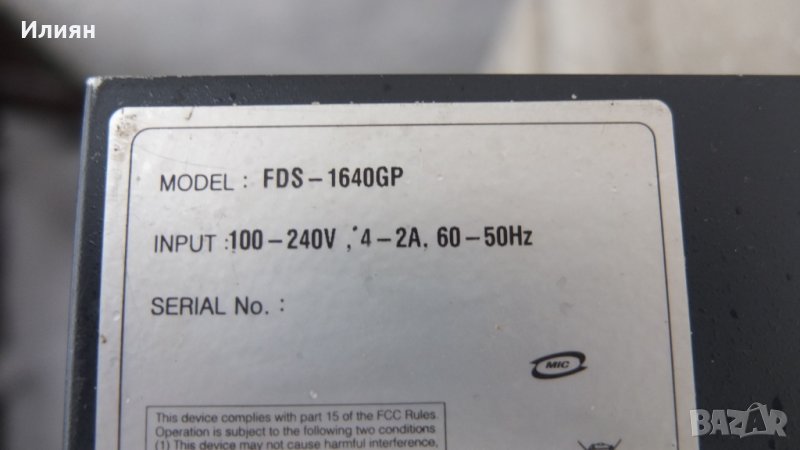 Илиян
MODEL : FDS-1640GP
INPUT : 100-240V , 4-2A, 60-50Hz
SERIAL No. :
MIC
This device complies with part 15 of the FCC Rules.
Operation is subject to the following two conditions
(1) This device may not cause harmful interference,
BAZAR